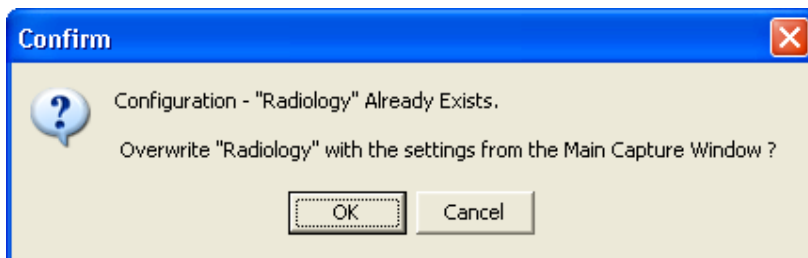 Confirm
Configuration - "Radiology" Already Exists.
Overwrite "Radiology" with the settings from the Main Capture Window ?
OK
Cancel